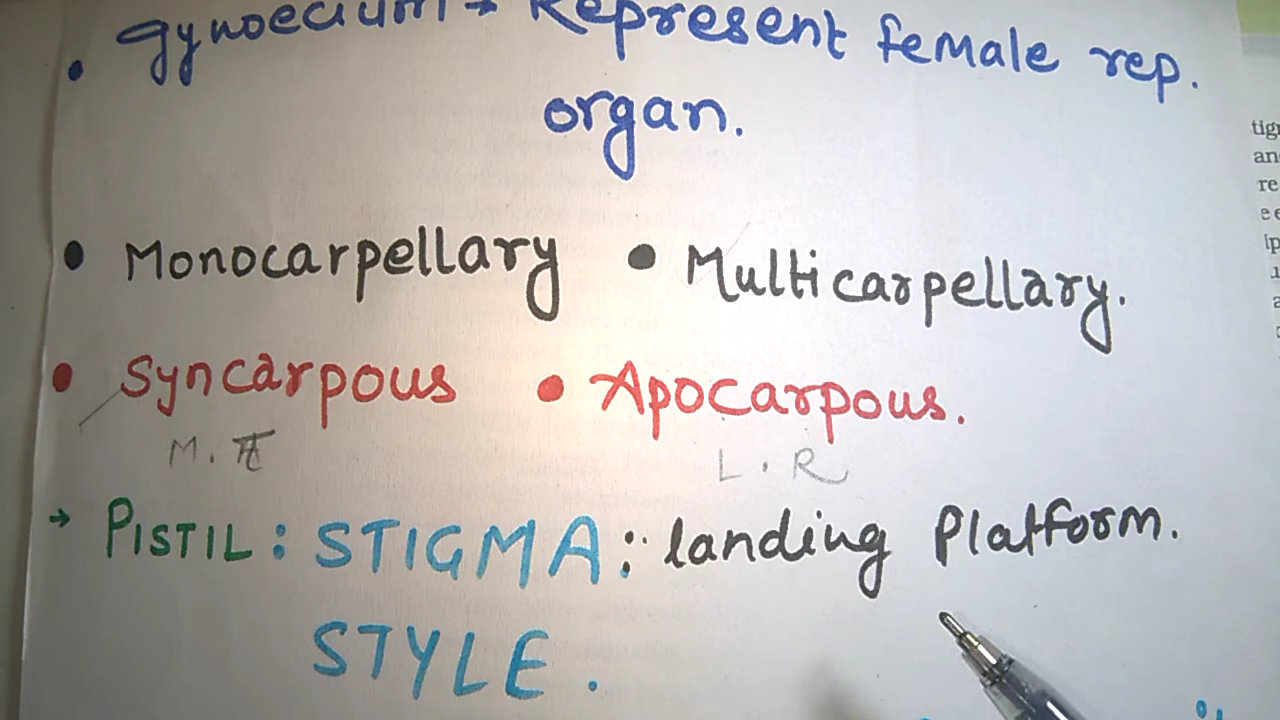 • Gynoecium → Represent female rep.
organ.
• Monocarpellary • Multicarpellary.
• Syncarpous • Apocarpous.
M. T L. R
→ PISTIL: STIGMA: landing Platform.
STYLE.